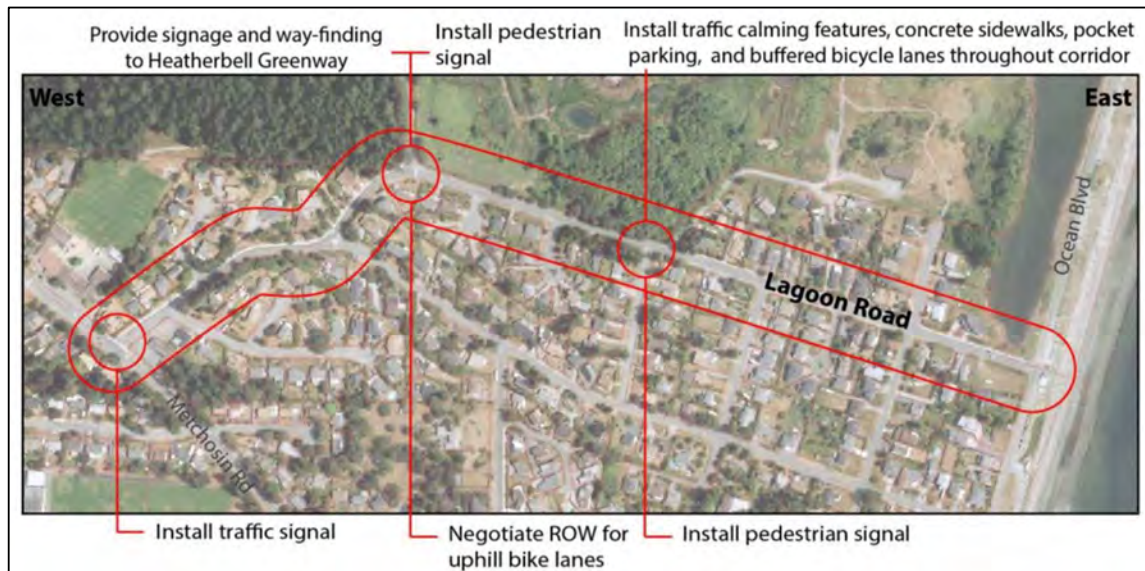 Provide signage and way-finding
to Heatherbell Greenway
Install pedestrian
signal
Install traffic calming features, concrete sidewalks, pocket
parking, and buffered bicycle lanes throughout corridor
West
East
Ocean Blvd
Lagoon Road
Metchosin Rd
Install traffic signal
Negotiate ROW for
uphill bike lanes
Install pedestrian signal